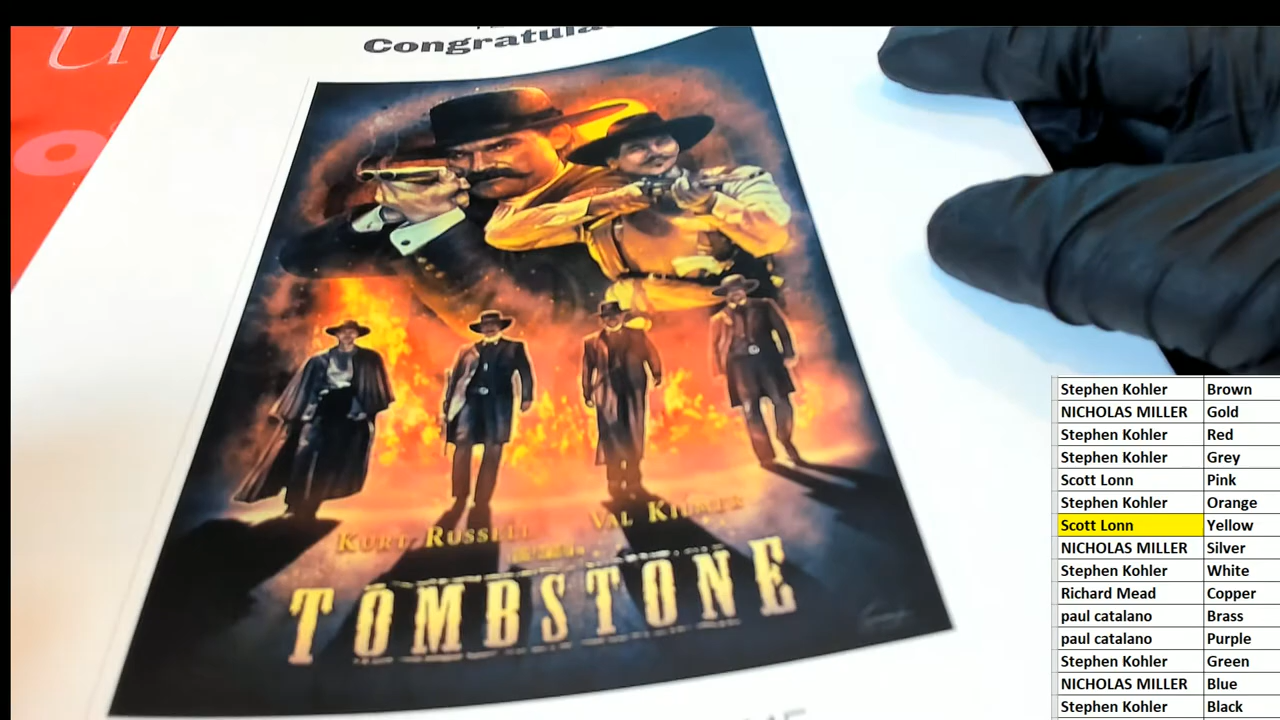 Congratula
KURT RUSSELL VAL KILMER
TOMBSTONE
Stephen Kohler Brown
NICHOLAS MILLER Gold
Stephen Kohler Red
Stephen Kohler Grey
Scott Lonn Pink
Stephen Kohler Orange
Scott Lonn Yellow
NICHOLAS MILLER Silver
Stephen Kohler White
Richard Mead Copper
paul catalano Brass
paul catalano Purple
Stephen Kohler Green
NICHOLAS MILLER Blue
Stephen Kohler Black